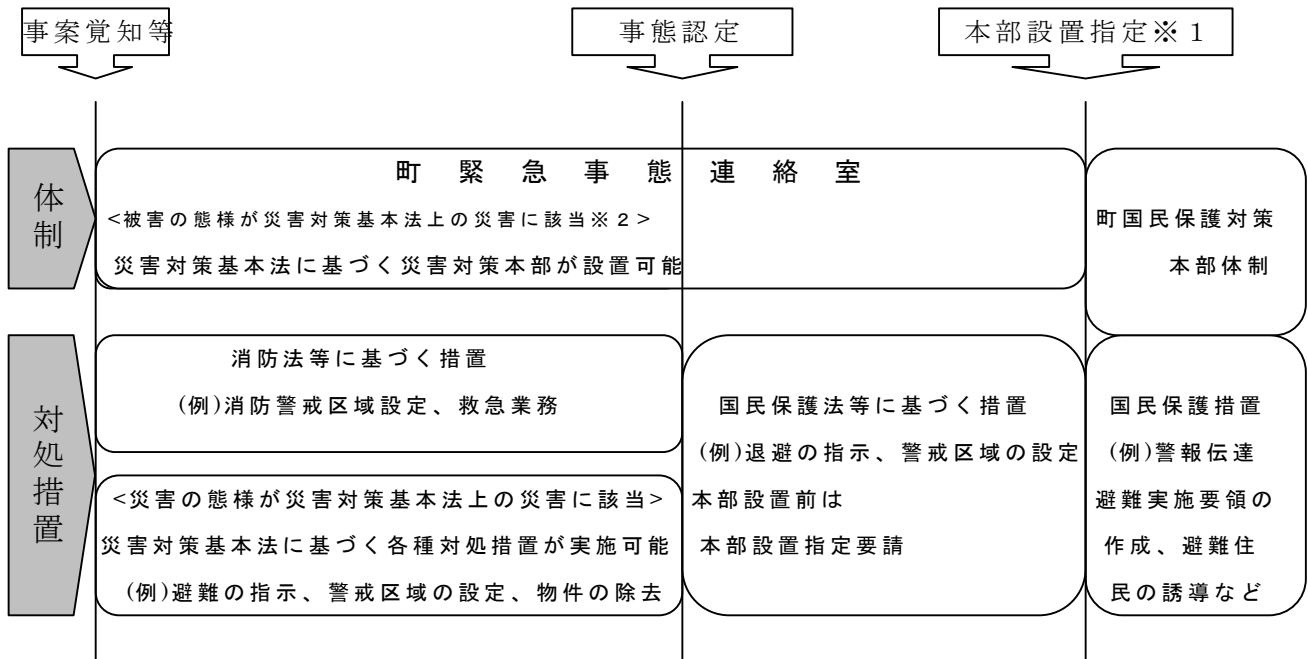 事案覚知等
事態認定
本部設置指定※1
体制
町緊急事態連絡室
<被害の態様が災害対策基本法上の災害に該当※2>
災害対策基本法に基づく災害対策本部が設置可能
町国民保護対策
本部体制
対処措置
消防法等に基づく措置
(例)消防警戒区域設定、救急業務
<災害の態様が災害対策基本法上の災害に該当>
災害対策基本法に基づく各種対処措置が実施可能
(例)避難の指示、警戒区域の設定、物件の除去
国民保護法等に基づく措置
(例)退避の指示、警戒区域の設定
本部設置前は
本部設置指定要請
国民保護措置
(例)警報伝達
避難実施要領の
作成、避難住
民の誘導など